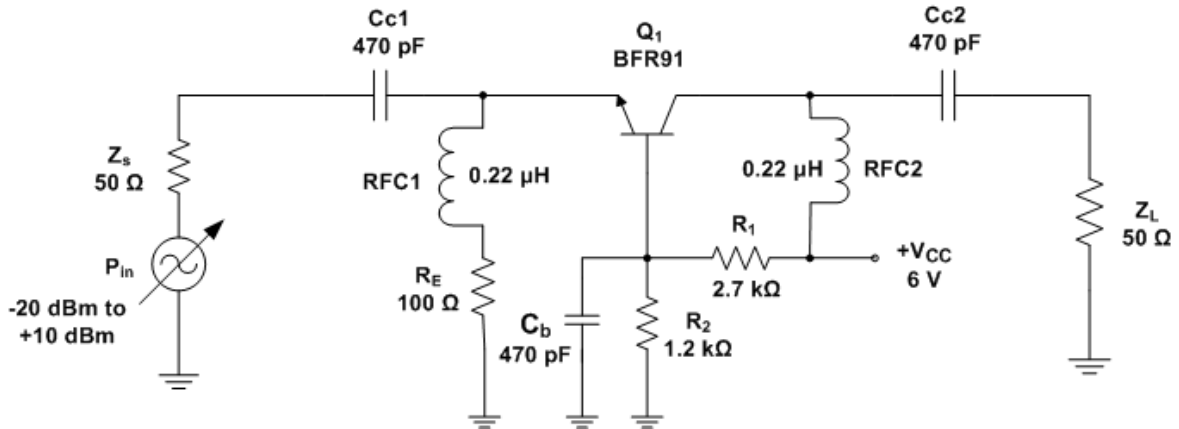 Cc1
470 pF
Q1
BFR91
Cc2
470 pF
Zs
50 Ω
RFC1
0.22 µH
0.22 µH
RFC2
ZL
50 Ω
R1
2.7 kΩ
+VCC
6 V
Pin
-20 dBm to
+10 dBm
RE
100 Ω
Cb
470 pF
R2
1.2 kΩ